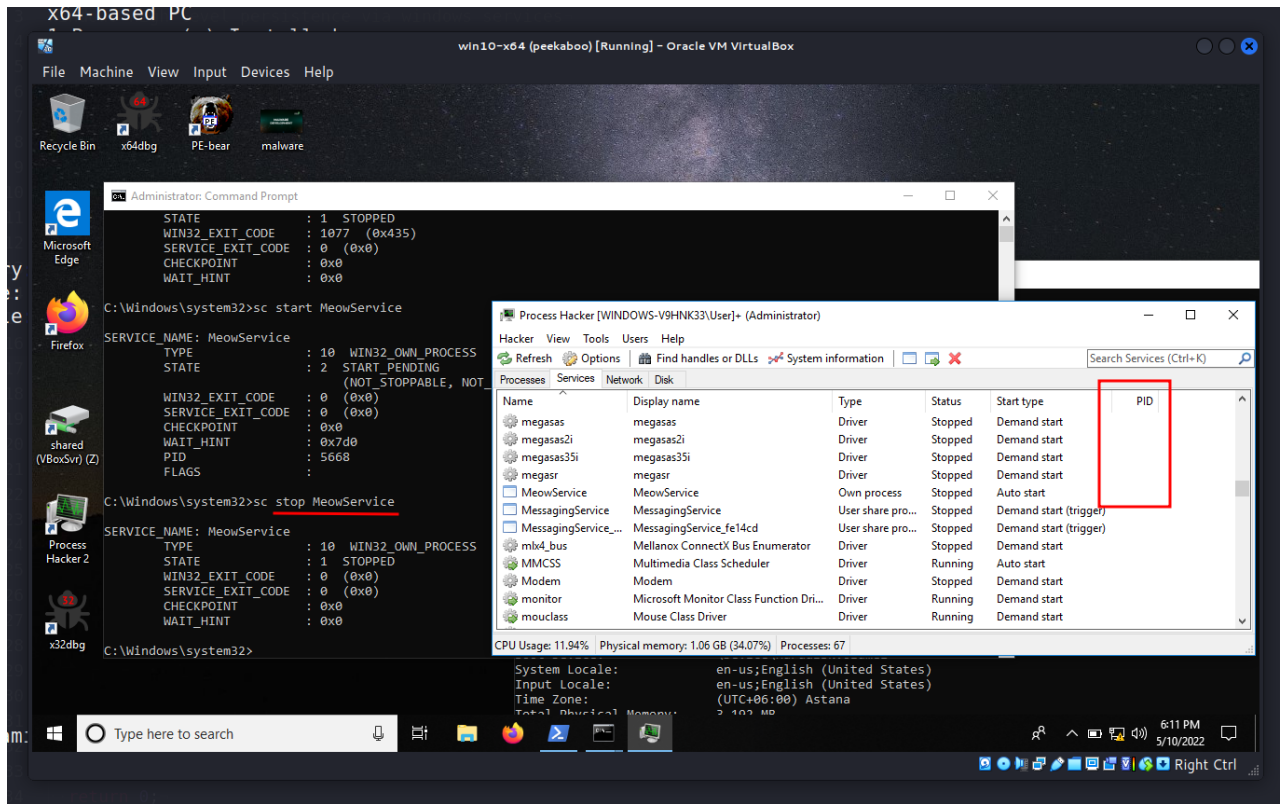 x64-based PC
win10-x64 (peekaboo) [Running] - Oracle VM VirtualBox
File Machine View Input Devices Help
Recycle Bin
x64dbg
PE-bear
malware
Microsoft
Edge
Firefox
shared
(VBoxSvr) (Z)
Process
Hacker 2
x32dbg
Administrator: Command Prompt
STATE : 1 STOPPED
WIN32_EXIT_CODE : 1077 (0x435)
SERVICE_EXIT_CODE : 0 (0x0)
CHECKPOINT : 0x0
WAIT_HINT : 0x0
C:\Windows\system32>sc start MeowService
SERVICE_NAME: MeowService
TYPE : 10 WIN32_OWN_PROCESS
STATE : 2 START_PENDING
(NOT_STOPPABLE, NOT_
WIN32_EXIT_CODE : 0 (0x0)
SERVICE_EXIT_CODE : 0 (0x0)
CHECKPOINT : 0x0
WAIT_HINT : 0x7d0
PID : 5668
FLAGS :
C:\Windows\system32>sc stop MeowService
SERVICE_NAME: MeowService
TYPE : 10 WIN32_OWN_PROCESS
STATE : 1 STOPPED
WIN32_EXIT_CODE : 0 (0x0)
SERVICE_EXIT_CODE : 0 (0x0)
CHECKPOINT : 0x0
WAIT_HINT : 0x0
C:\Windows\system32>
Process Hacker [WINDOWS-V9HNK33\User]+ (Administrator)
Hacker View Tools Users Help
Refresh Options Find handles or DLLs System information Search Services (Ctrl+K)
Processes Services Network Disk
Name Display name Type Status Start type PID
megasas megasas Driver Stopped Demand start
megasas2i megasas2i Driver Stopped Demand start
megasas35i megasas35i Driver Stopped Demand start
megasr megasr Driver Stopped Demand start
MeowService MeowService Own process Stopped Auto start
MessagingService MessagingService User share pro... Stopped Demand start (trigger)
MessagingService_... MessagingService_fe14cd User share pro... Stopped Demand start (trigger)
mlx4_bus Mellanox ConnectX Bus Enumerator Driver Stopped Demand start
MMCSS Multimedia Class Scheduler Driver Running Auto start
Modem Modem Driver Stopped Demand start
monitor Microsoft Monitor Class Function Dri... Driver Running Demand start
mouclass Mouse Class Driver Driver Running Demand start
CPU Usage: 11.94% Physical memory: 1.06 GB (34.07%) Processes: 67
System Locale: en-us;English (United States)
Input Locale: en-us;English (United States)
Time Zone: (UTC+06:00) Astana
Total Physical Memory: 3,192 MB
Type here to search
6:11 PM
5/10/2022
Right Ctrl